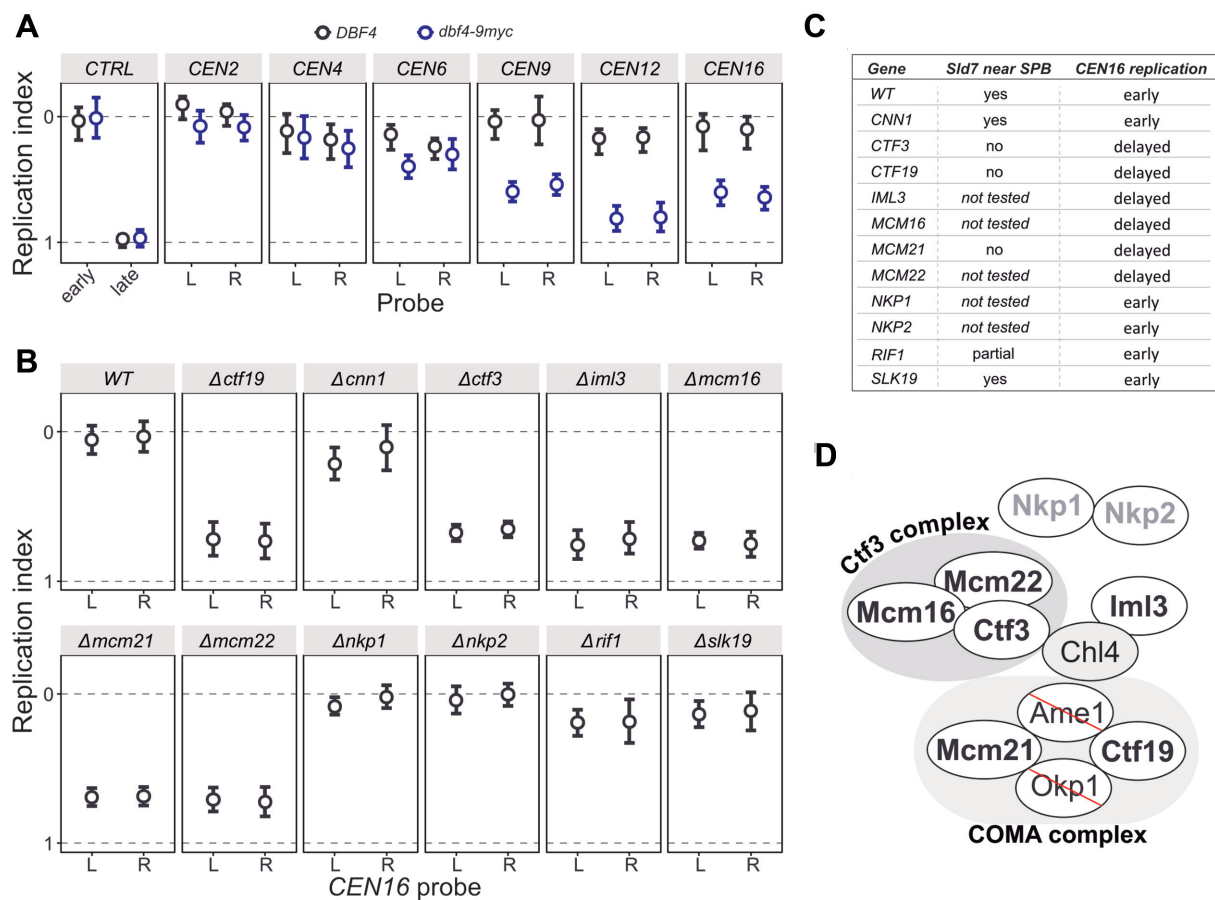 A
DBF4 dbf4-9myc
CTRL CEN2 CEN4 CEN6 CEN9 CEN12 CEN16
Replication index
0
1
early late L R L R L R L R L R L R
Probe
B
WT Δctf19 Δcnn1 Δctf3 Δiml3 Δmcm16
0
1
L R L R L R L R L R L R
Replication index
Δmcm21 Δmcm22 Δnkp1 Δnkp2 Δrif1 Δslk19
0
1
L R L R L R L R L R L R
CEN16 probe
C
Gene Sld7 near SPB CEN16 replication
WT yes early
CNN1 yes early
CTF3 no delayed
CTF19 no delayed
IML3 not tested delayed
MCM16 not tested delayed
MCM21 no delayed
MCM22 not tested delayed
NKP1 not tested early
NKP2 not tested early
RIF1 partial early
SLK19 yes early
D
Nkp1 Nkp2
Ctf3 complex
Mcm22
Mcm16
Ctf3
Iml3
Chl4
Ame1
Mcm21 Ctf19
Okp1
COMA complex